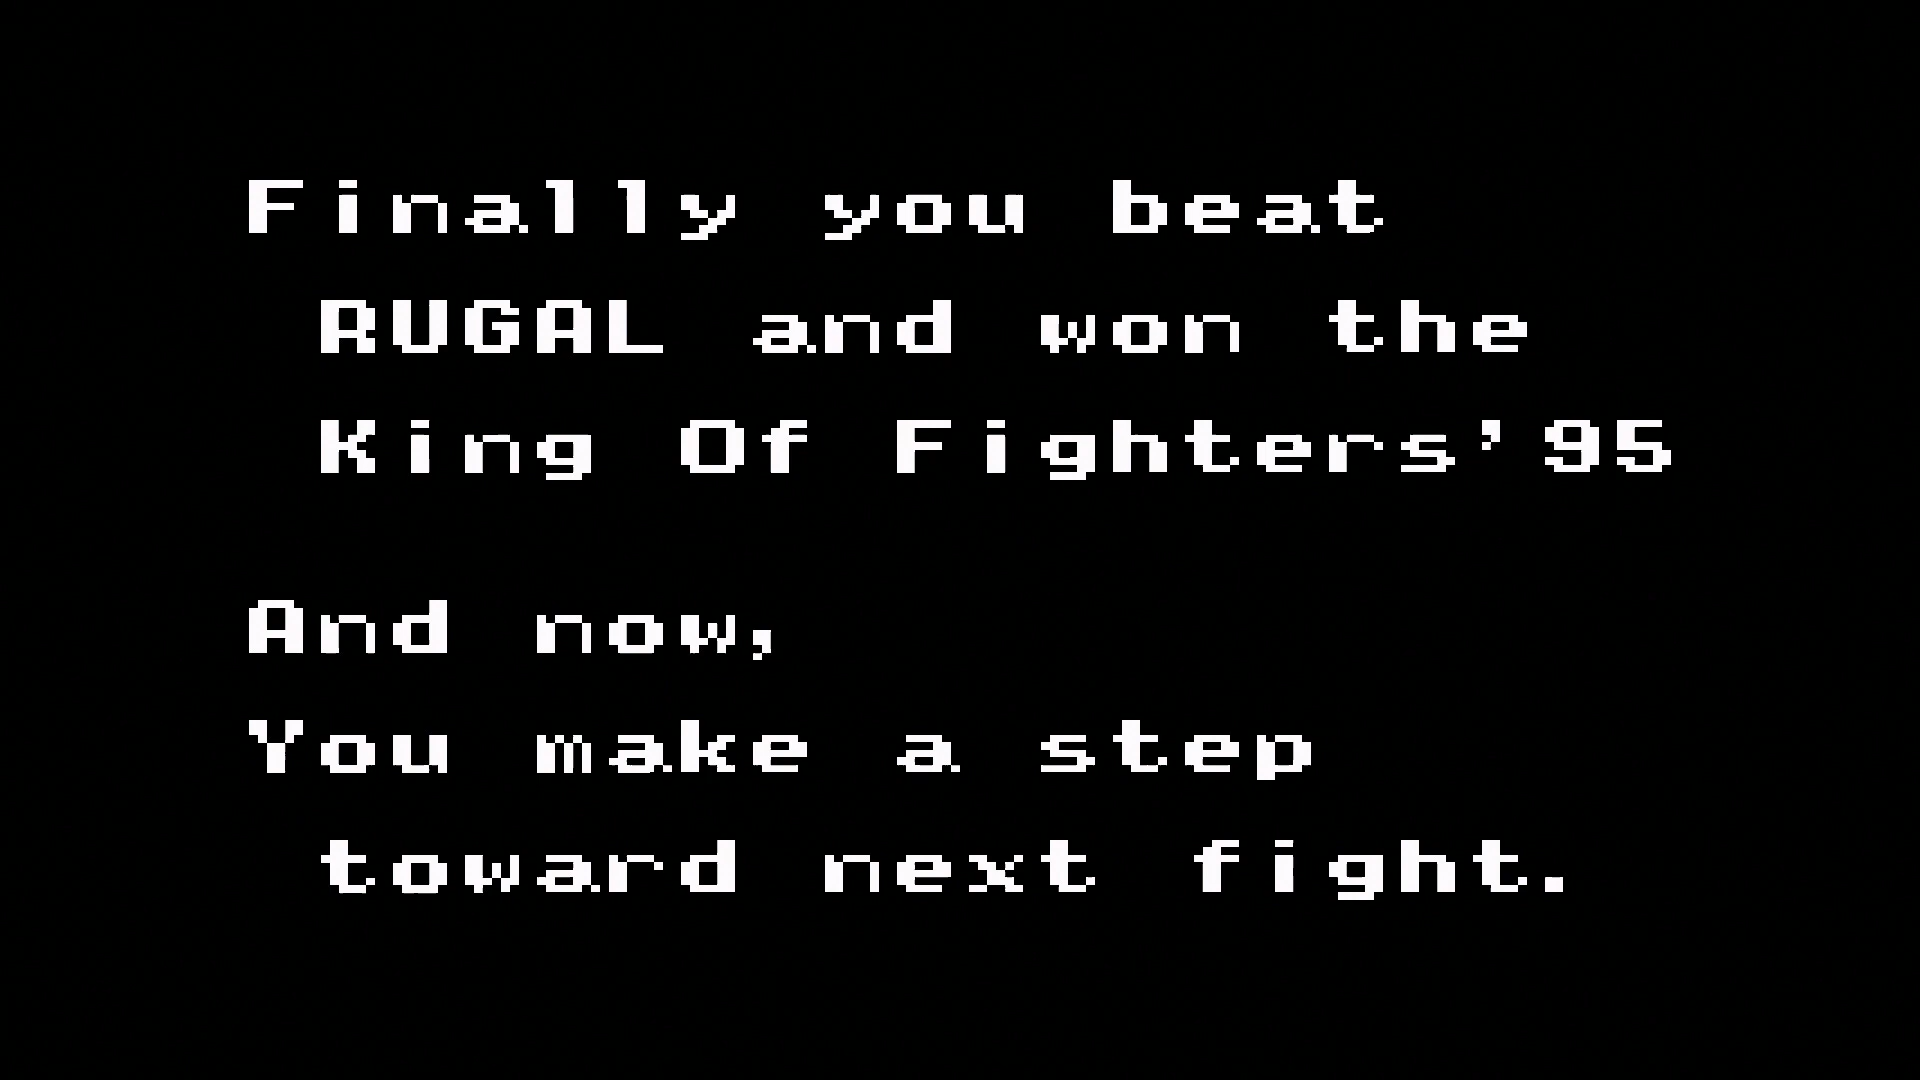 Finally you beat
RUGAL and won the
King Of Fighters'95
And now,
You make a step
toward next fight.